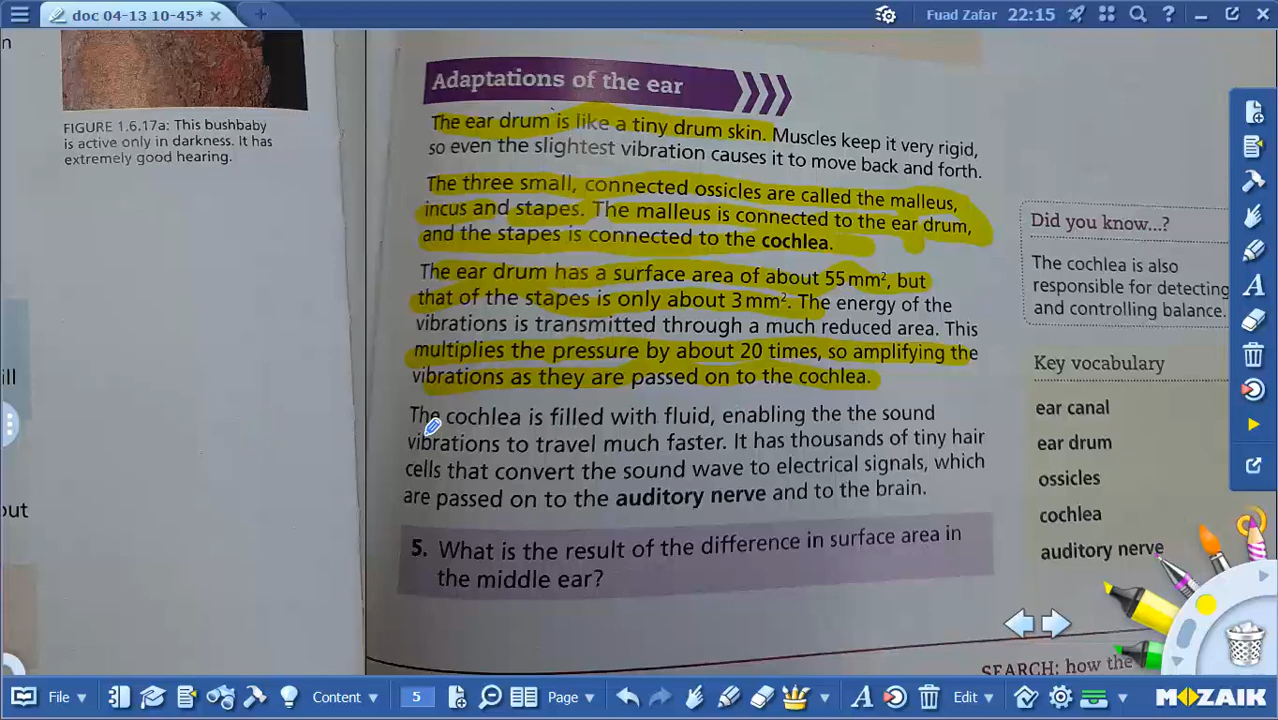 doc 04-13 10-45*
Fuad Zafar 22:15
FIGURE 1.6.17a: This bushbaby
is active only in darkness. It has
extremely good hearing.
ill
out
Adaptations of the ear
The ear drum is like a tiny drum skin. Muscles keep it very rigid,
so even the slightest vibration causes it to move back and forth.
The three small, connected ossicles are called the malleus,
incus and stapes. The malleus is connected to the ear drum,
and the stapes is connected to the cochlea.
The ear drum has a surface area of about 55 mm², but
that of the stapes is only about 3 mm². The energy of the
vibrations is transmitted through a much reduced area. This
multiplies the pressure by about 20 times, so amplifying the
vibrations as they are passed on to the cochlea.
The cochlea is filled with fluid, enabling the the sound
vibrations to travel much faster. It has thousands of tiny hair
cells that convert the sound wave to electrical signals, which
are passed on to the auditory nerve and to the brain.
5. What is the result of the difference in surface area in
the middle ear?
Did you know...?
The cochlea is also
responsible for detecting
and controlling balance.
Key vocabulary
ear canal
ear drum
ossicles
cochlea
auditory nerve
SEARCH: how the
File
Content
5
Page
Edit
MOZAIK